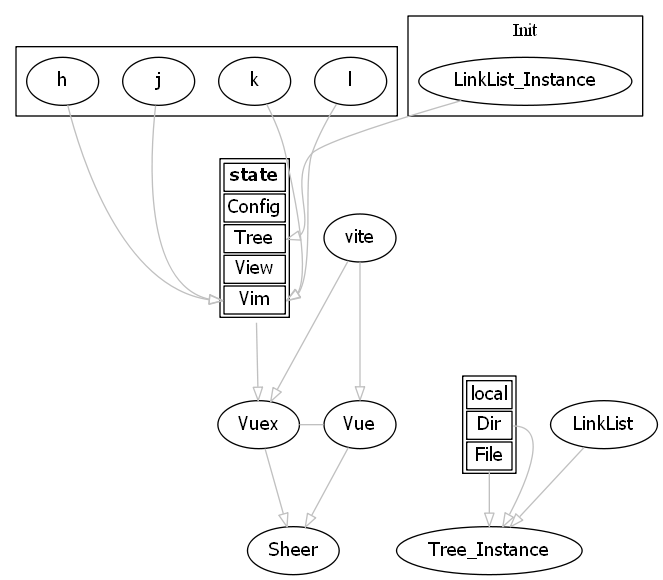 Init
h
j
k
l
LinkList_Instance
state
Config
Tree
View
Vim
vite
local
Dir
File
Vuex
Vue
LinkList
Sheer
Tree_Instance